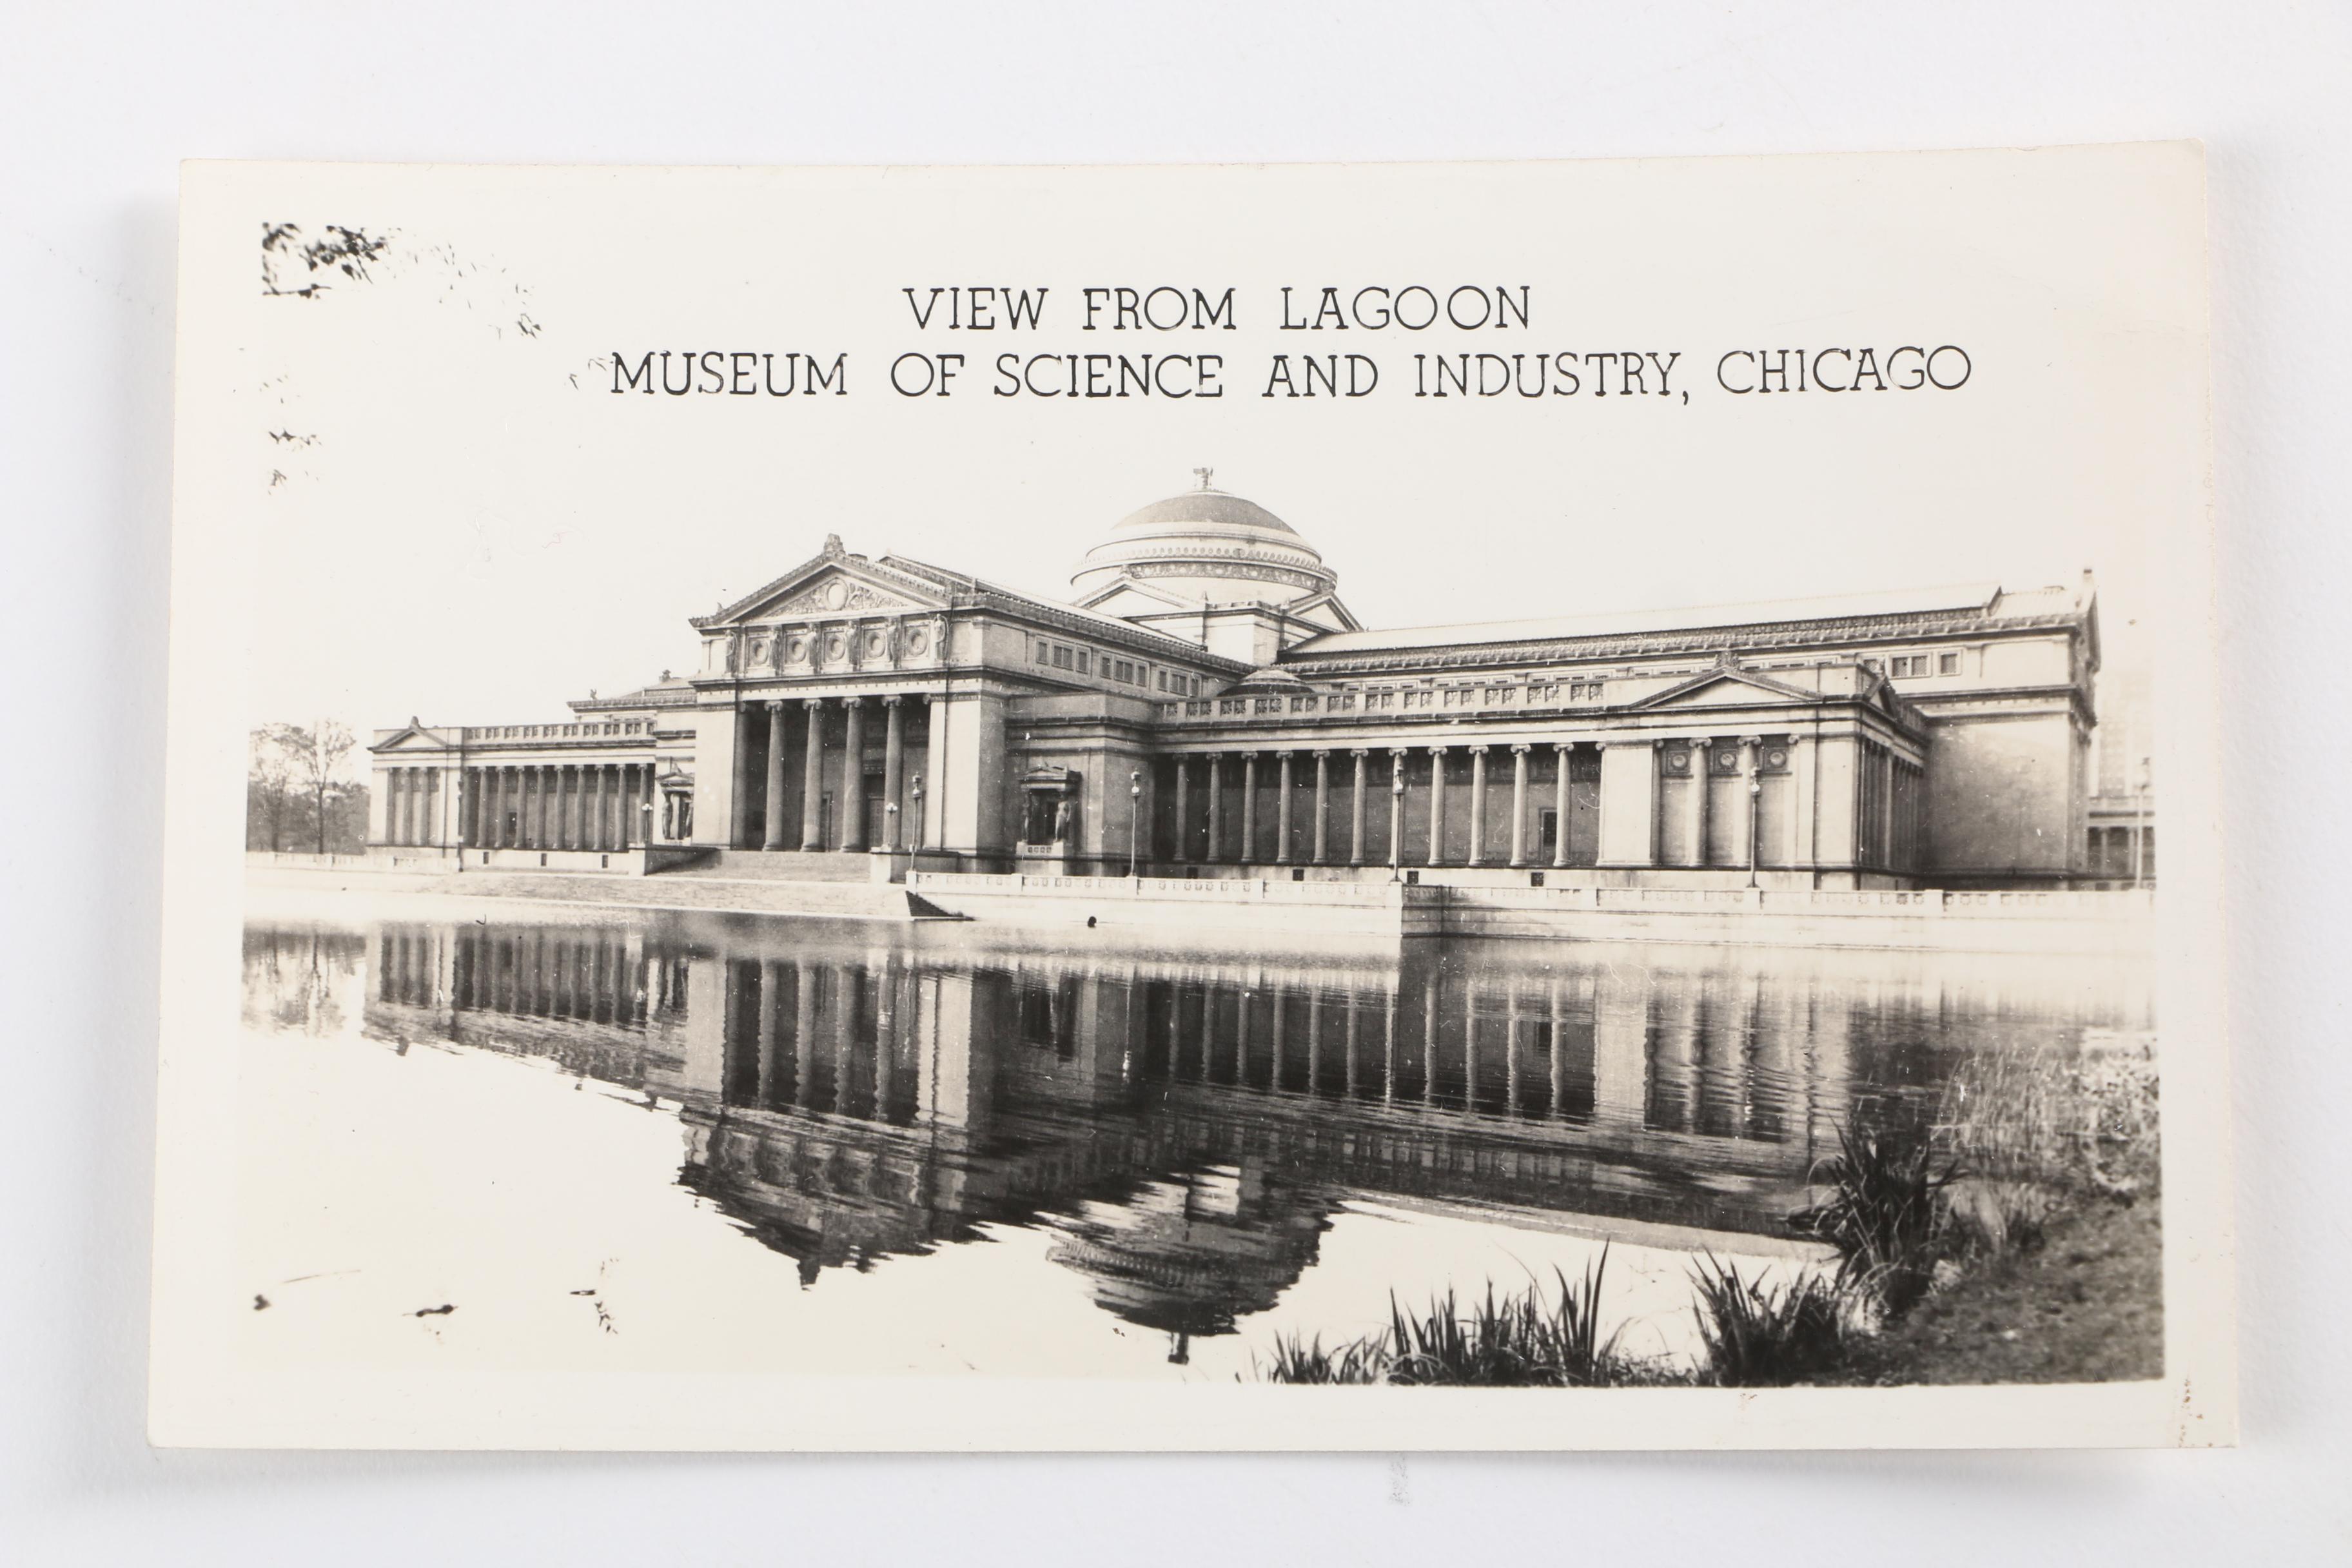 VIEW FROM LAGOON
MUSEUM OF SCIENCE AND INDUSTRY, CHICAGO